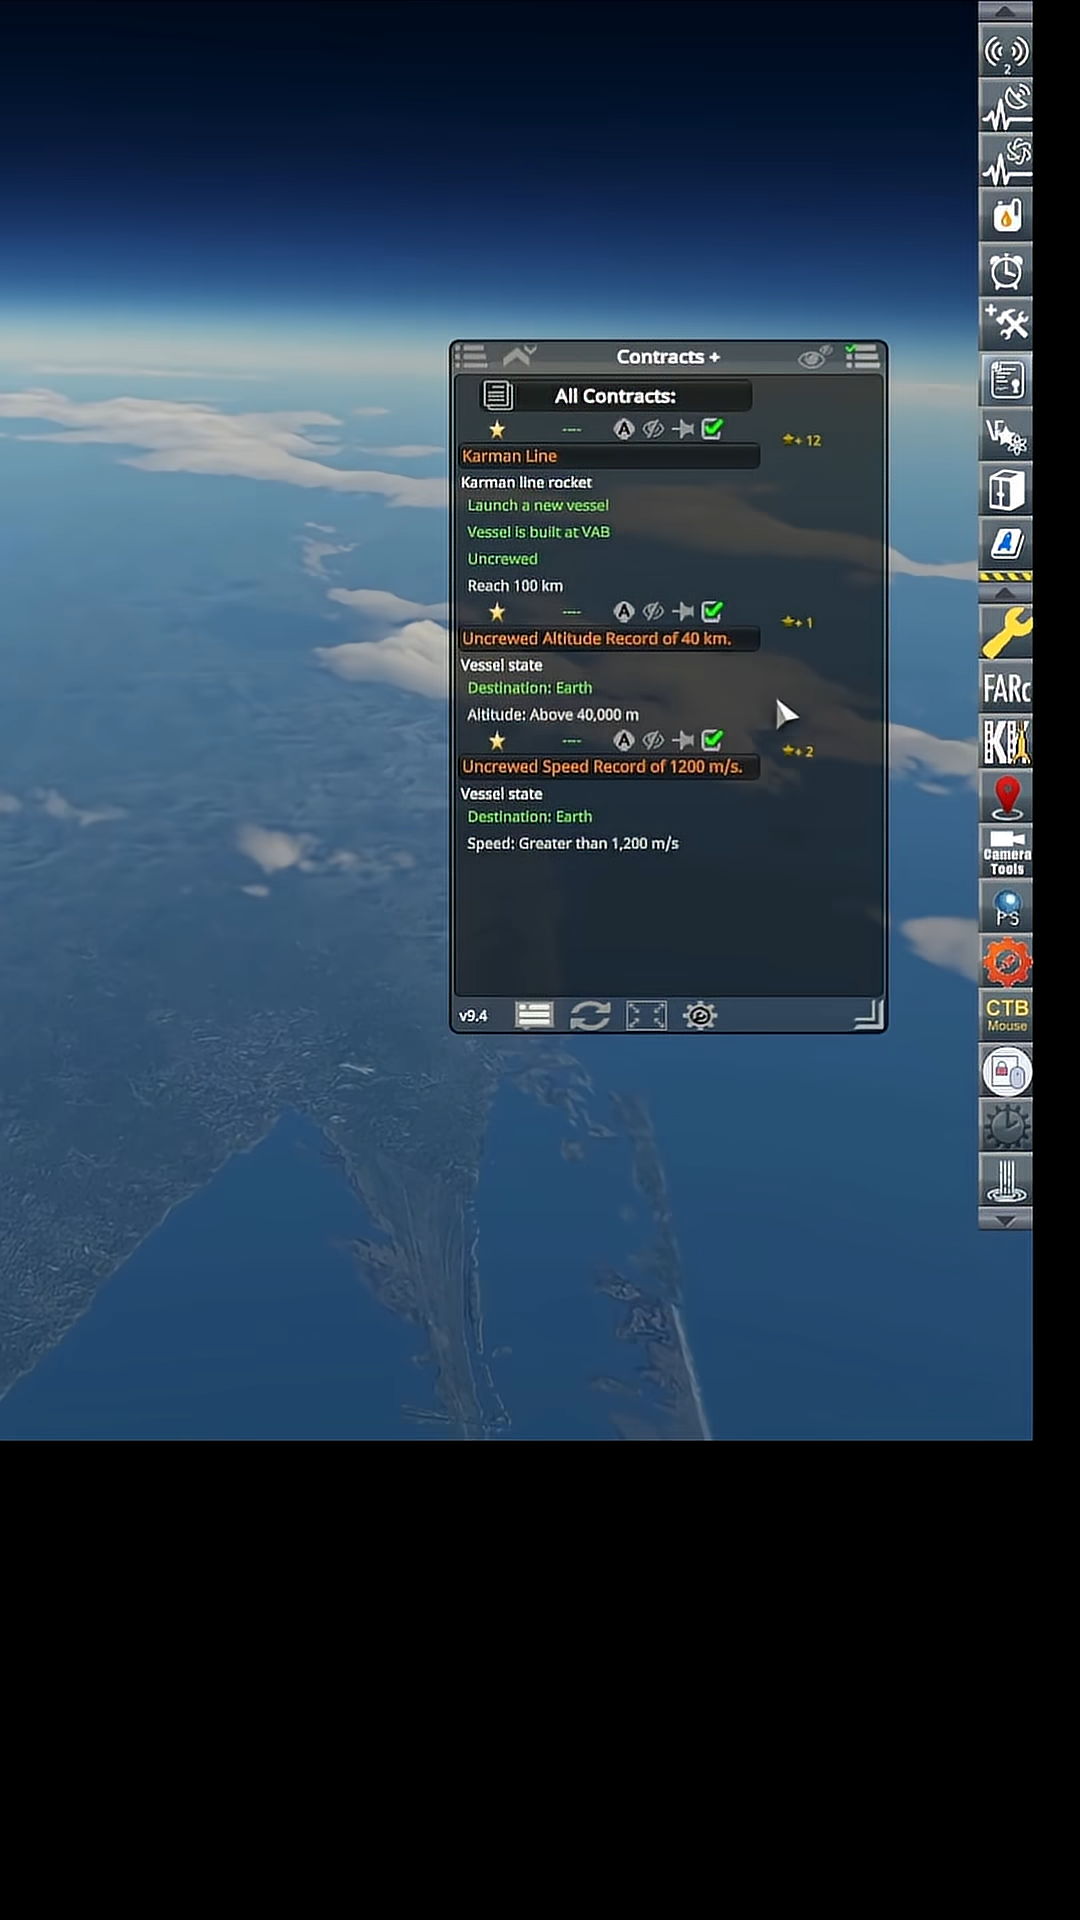 2
Contracts +
All Contracts:
----
A
+ 12
Karman Line
Karman line rocket
Launch a new vessel
Vessel is built at VAB
Uncrewed
Reach 100 km
----
A
+ 1
Uncrewed Altitude Record of 40 km.
Vessel state
Destination: Earth
Altitude: Above 40,000 m
----
A
+ 2
Uncrewed Speed Record of 1200 m/s.
Vessel state
Destination: Earth
Speed: Greater than 1,200 m/s
v9.4
FARc
KK
Camera
Tools
PS
CTB
Mouse